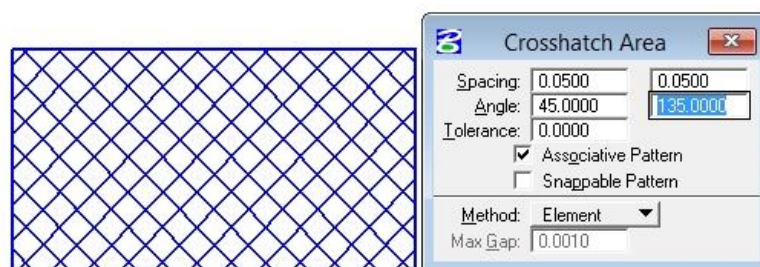 Crosshatch Area
Spacing: 0.0500 0.0500
Angle: 45.0000 135.0000
Tolerance: 0.0000
Associative Pattern
Snappable Pattern
Method: Element
Max Gap: 0.0010